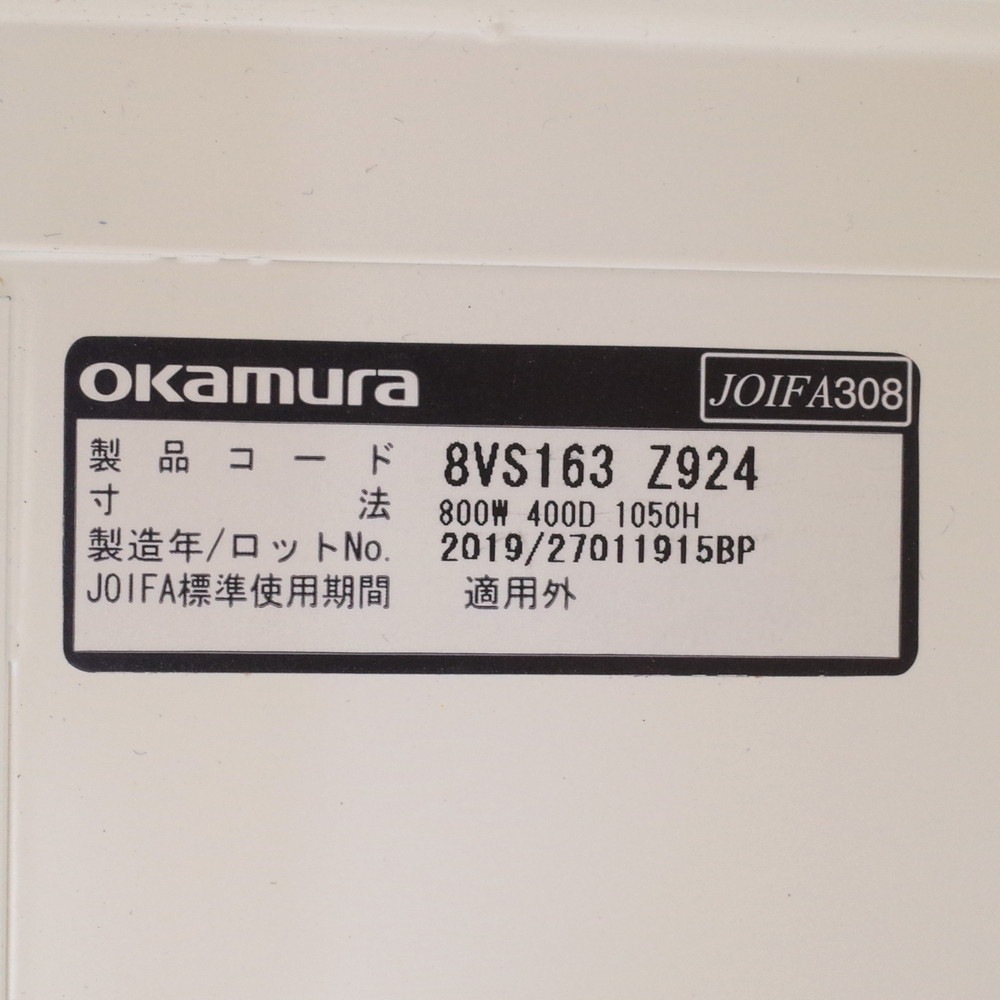 okamura JOIFA308
製品コード 8VS163 Z924
寸法 800W 400D 1050H
製造年/ロットNo. 2019/27011915BP
JOIFA標準使用期間 適用外